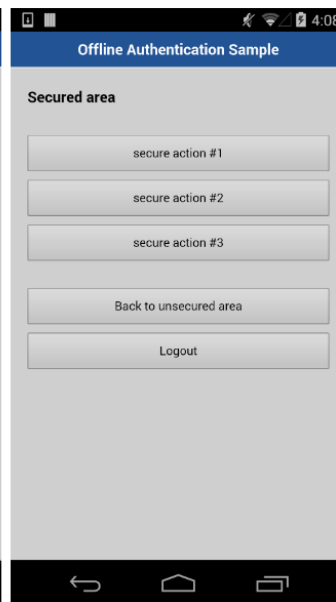 4:08
Offline Authentication Sample
Secured area
secure action #1
secure action #2
secure action #3
Back to unsecured area
Logout